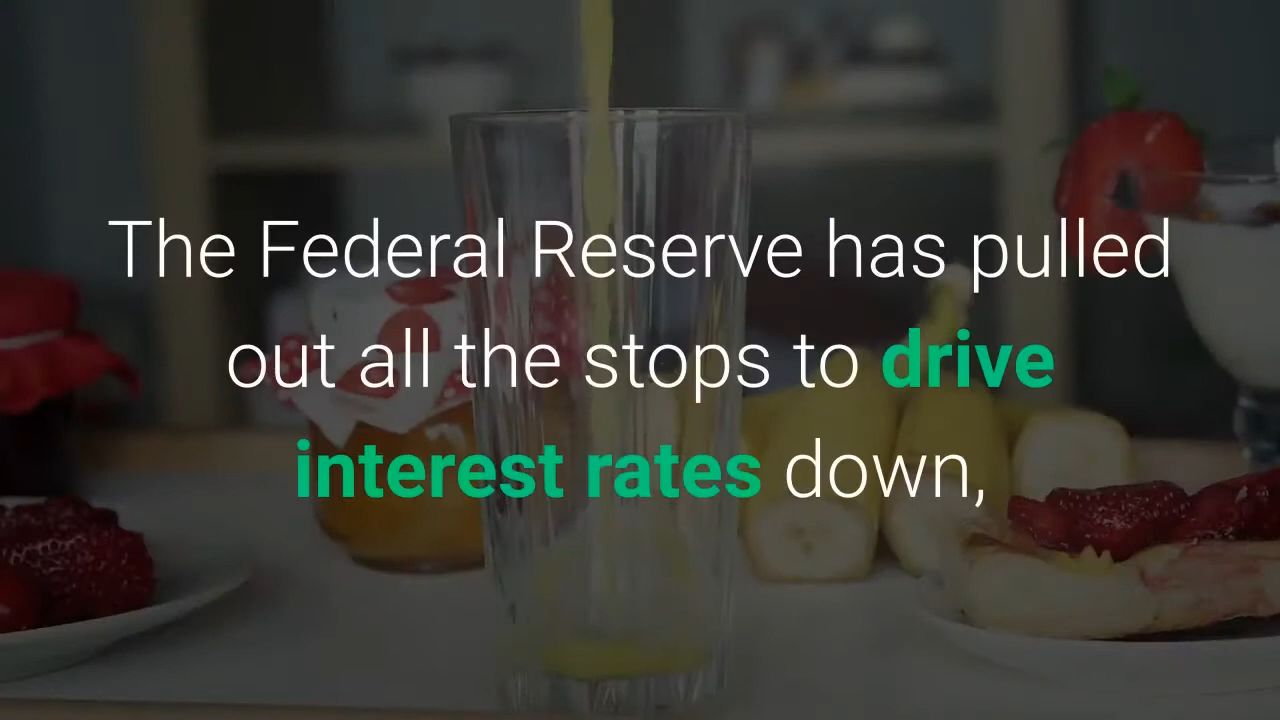 The Federal Reserve has pulled
out all the stops to drive
interest rates down,